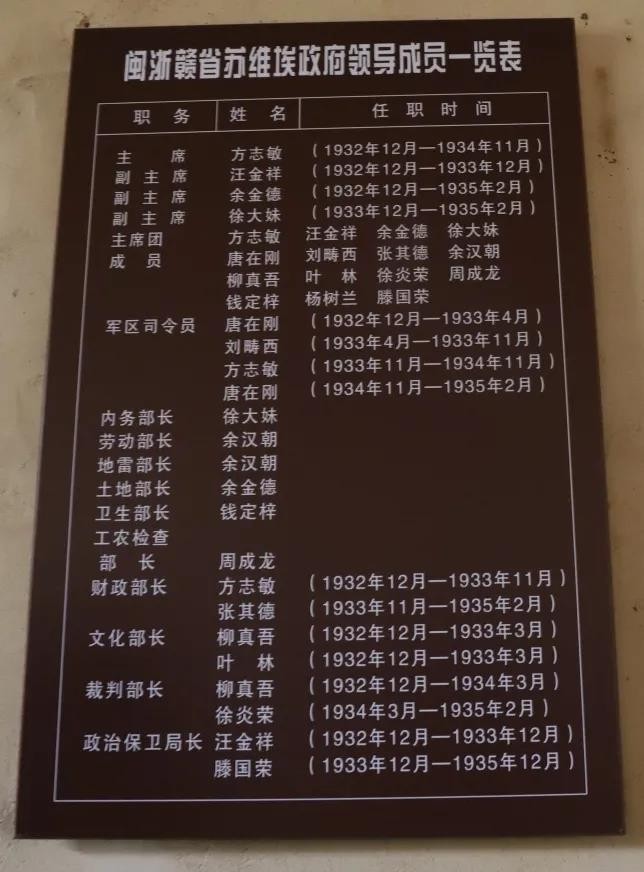 闽浙赣省苏维埃政府领导成员一览表
职 务 姓 名 任 职 时 间
主 席 方志敏 （1932年12月—1934年11月）
副 主 席 汪金祥 （1932年12月—1933年12月）
副 主 席 余金德 （1932年12月—1935年2月）
副 主 席 徐大妹 （1933年12月—1935年2月）
主席团 方志敏 汪金祥 余金德 徐大妹
成 员 唐在刚 刘畴西 张其德 余汉朝
柳真吾 叶 林 徐炎荣 周成龙
钱定梓 杨树兰 滕国荣
军区司令员 唐在刚 （1932年12月—1933年4月）
刘畴西 （1933年4月—1933年11月）
方志敏 （1933年11月—1934年11月）
唐在刚 （1934年11月—1935年2月）
内务部长 徐大妹
劳动部长 余汉朝
地雷部长 余汉朝
土地部长 余金德
卫生部长 钱定梓
工农检查
部 长 周成龙
财政部长 方志敏 （1932年12月—1933年11月）
张其德 （1933年11月—1935年2月）
文化部长 柳真吾 （1932年12月—1933年3月）
叶 林 （1932年12月—1933年3月）
裁判部长 柳真吾 （1932年12月—1934年3月）
徐炎荣 （1934年3月—1935年2月）
政治保卫局长 汪金祥 （1932年12月—1933年12月）
滕国荣 （1933年12月—1935年12月）